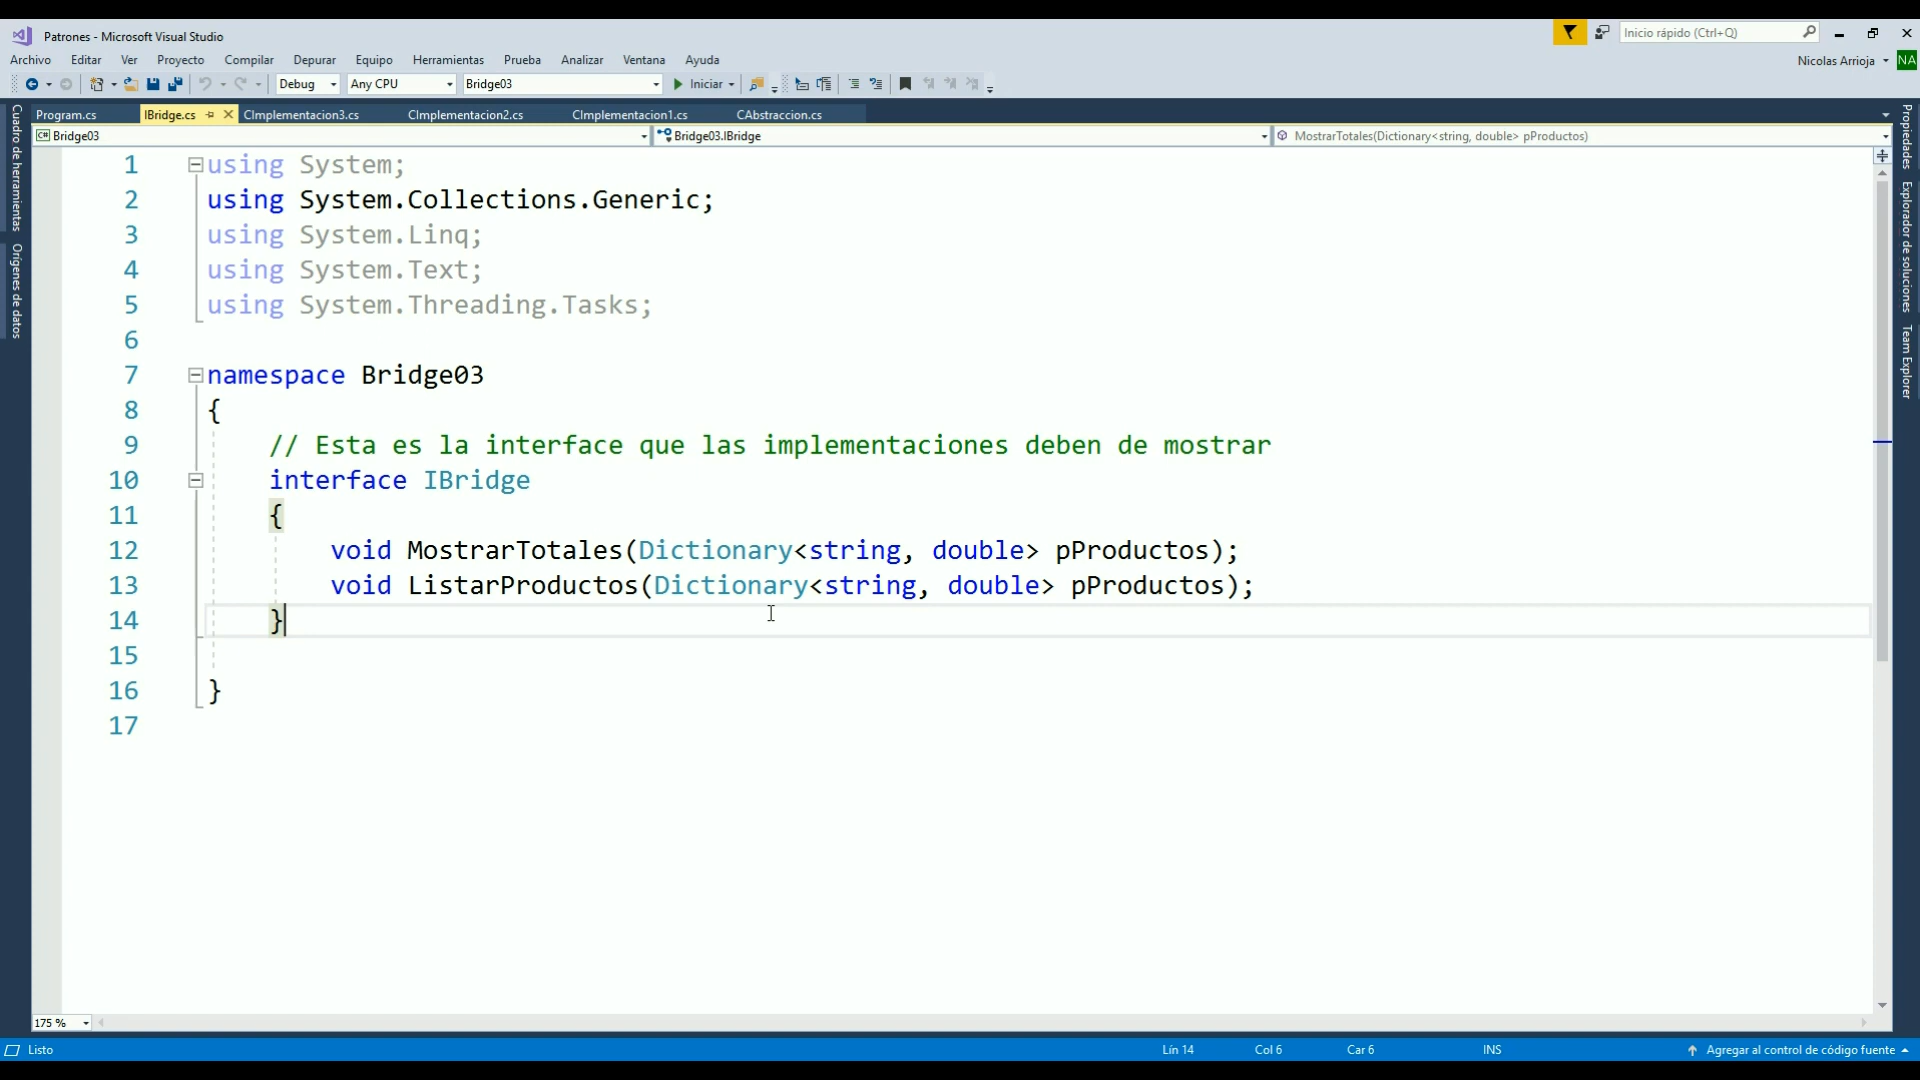 Patrones - Microsoft Visual Studio
Inicio rápido (Ctrl+Q)
Archivo Editar Ver Proyecto Compilar Depurar Equipo Herramientas Prueba Analizar Ventana Ayuda
Nicolas Arrioja NA
Debug Any CPU Bridge03 Iniciar
Program.cs IBridge.cs CImplementacion3.cs CImplementacion2.cs CImplementacion1.cs CAbstraccion.cs
Bridge03 Bridge03.IBridge MostrarTotales(Dictionary<string, double> pProductos)
Cuadro de herramientas
Orígenes de datos
Propiedades
Explorador de soluciones
Team Explorer
1 using System;
2 using System.Collections.Generic;
3 using System.Linq;
4 using System.Text;
5 using System.Threading.Tasks;
6
7 namespace Bridge03
8 {
9 // Esta es la interface que las implementaciones deben de mostrar
10 interface IBridge
11 {
12 void MostrarTotales(Dictionary<string, double> pProductos);
13 void ListarProductos(Dictionary<string, double> pProductos);
14 }
15
16 }
17
175 %
Listo Lín 14 Col 6 Car 6 INS Agregar al control de código fuente